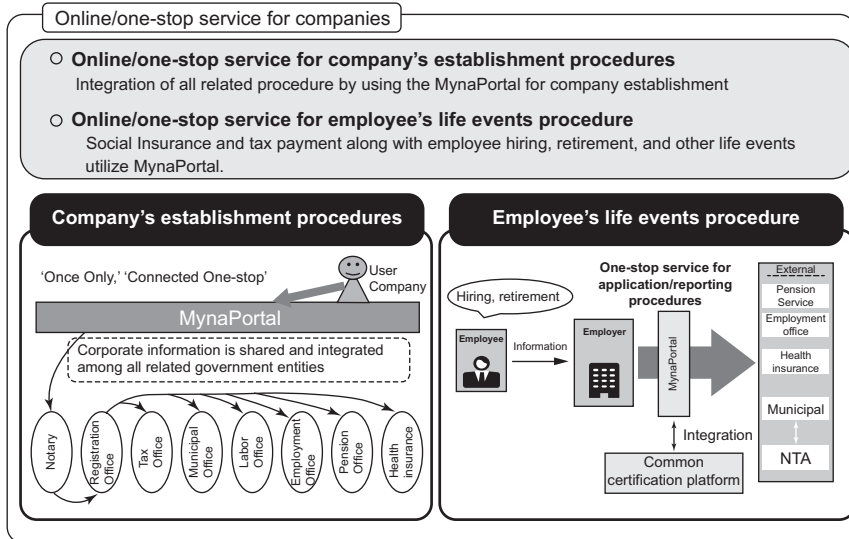 Online/one-stop service for companies
○ Online/one-stop service for company's establishment procedures
Integration of all related procedure by using the MynaPortal for company establishment
○ Online/one-stop service for employee's life events procedure
Social Insurance and tax payment along with employee hiring, retirement, and other life events
utilize MynaPortal.
Company's establishment procedures
'Once Only,' 'Connected One-stop'
User
Company
MynaPortal
Corporate information is shared and integrated
among all related government entities
Notary
Registration
Office
Tax
Office
Municipal
Office
Labor
Office
Employment
Office
Pension
Office
Health
insurance
Employee's life events procedure
One-stop service for
application/reporting
procedures
Hiring, retirement
Employee
Information
Employer
MynaPortal
Integration
Common
certification platform
External
Pension
Service
Employment
office
Health
insurance
Municipal
NTA